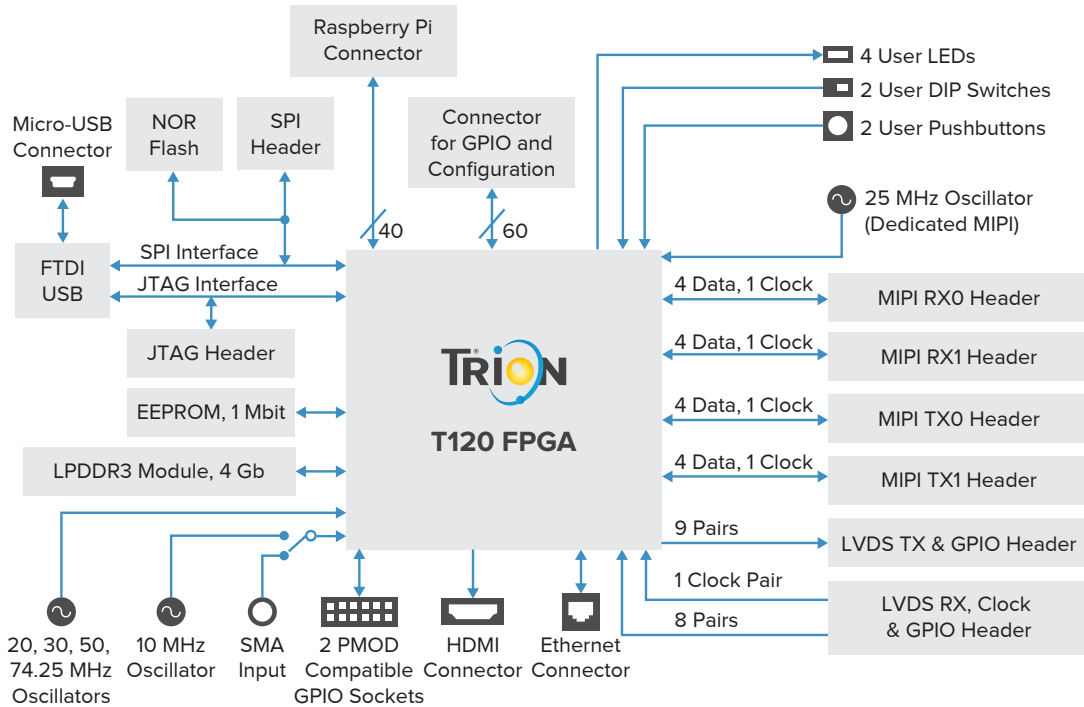 Raspberry Pi
Connector
4 User LEDs
2 User DIP Switches
2 User Pushbuttons
Micro-USB
Connector
NOR
Flash
SPI
Header
Connector
for GPIO and
Configuration
25 MHz Oscillator
(Dedicated MIPI)
40
60
FTDI
USB
SPI Interface
JTAG Interface
4 Data, 1 Clock
MIPI RX0 Header
JTAG Header
4 Data, 1 Clock
MIPI RX1 Header
TRION®
T120 FPGA
EEPROM, 1 Mbit
4 Data, 1 Clock
MIPI TX0 Header
LPDDR3 Module, 4 Gb
4 Data, 1 Clock
MIPI TX1 Header
9 Pairs
LVDS TX & GPIO Header
1 Clock Pair
8 Pairs
LVDS RX, Clock
& GPIO Header
20, 30, 50,
74.25 MHz
Oscillators
10 MHz
Oscillator
SMA
Input
2 PMOD
Compatible
GPIO Sockets
HDMI
Connector
Ethernet
Connector